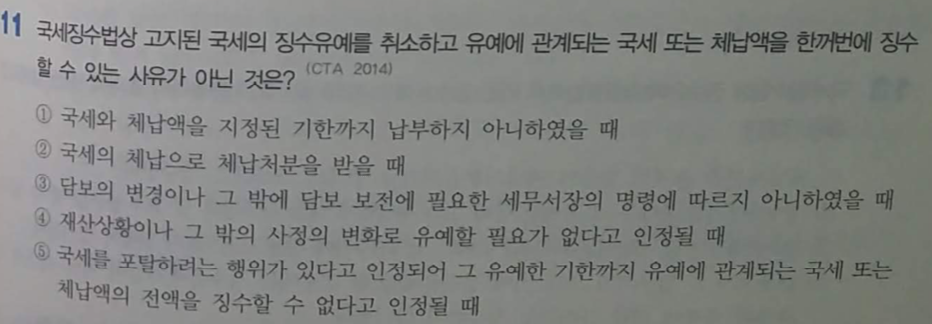 11 국세징수법상 고지된 국세의 징수유예를 취소하고 유예에 관계되는 국세 또는 체납액을 한꺼번에 징수
할 수 있는 사유가 아닌 것은? (CTA 2014)
① 국세와 체납액을 지정된 기한까지 납부하지 아니하였을 때
② 국세의 체납으로 체납처분을 받을 때
③ 담보의 변경이나 그 밖에 담보 보전에 필요한 세무서장의 명령에 따르지 아니하였을 때
④ 재산상황이나 그 밖의 사정의 변화로 유예할 필요가 없다고 인정될 때
⑤ 국세를 포탈하려는 행위가 있다고 인정되어 그 유예한 기한까지 유예에 관계되는 국세 또는
체납액의 전액을 징수할 수 없다고 인정될 때